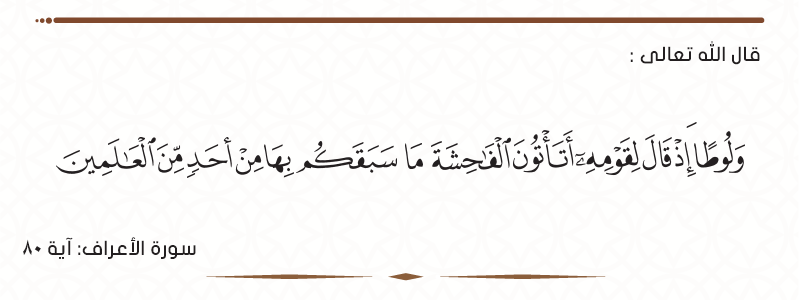 قال الله تعالى :
وَلُوطًا إِذْ قَالَ لِقَوْمِهِۦٓ أَتَأْتُونَ ٱلْفَٰحِشَةَ مَا سَبَقَكُم بِهَا مِنْ أَحَدٍ مِّنَ ٱلْعَٰلَمِينَ
سورة الأعراف: آية ٨٠